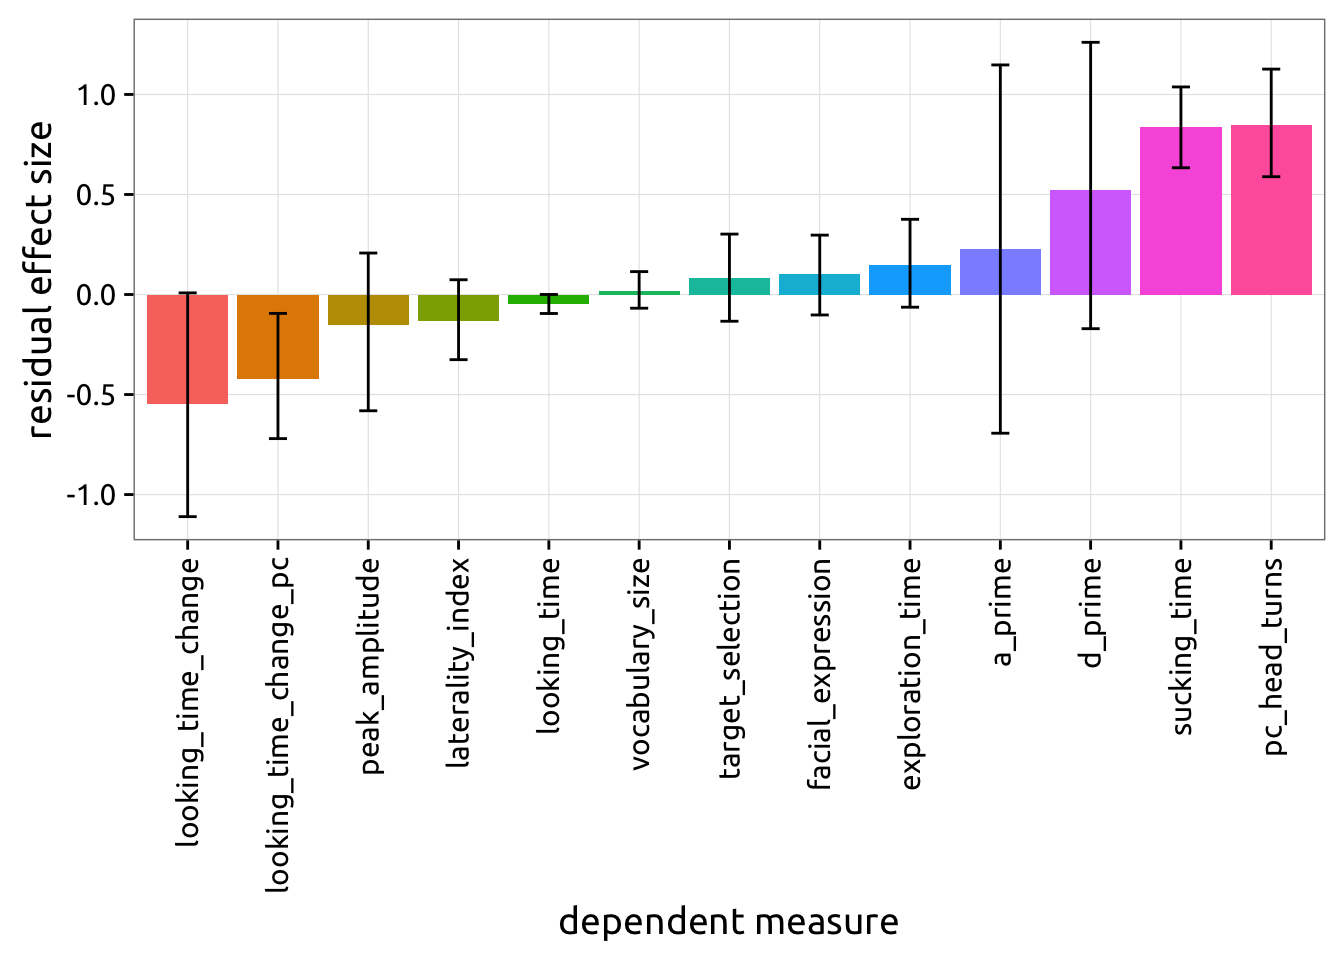 residual effect size
1.0
0.5
0.0
-0.5
-1.0
looking_time_change
looking_time_change_pc
peak_amplitude
laterality_index
looking_time
vocabulary_size
target_selection
facial_expression
exploration_time
a_prime
d_prime
sucking_time
pc_head_turns
dependent measure